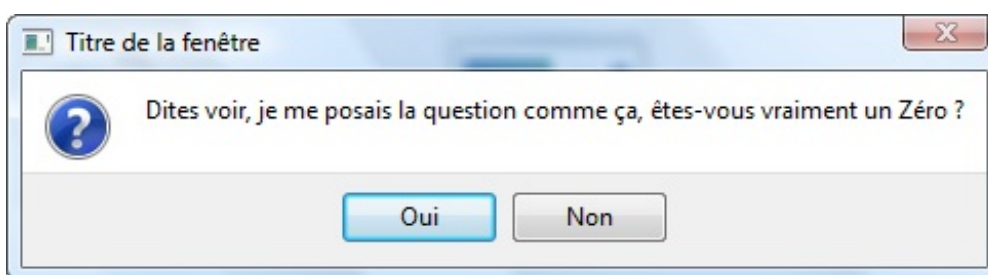 Titre de la fenêtre
Dites voir, je me posais la question comme ça, êtes-vous vraiment un Zéro ?
Oui
Non